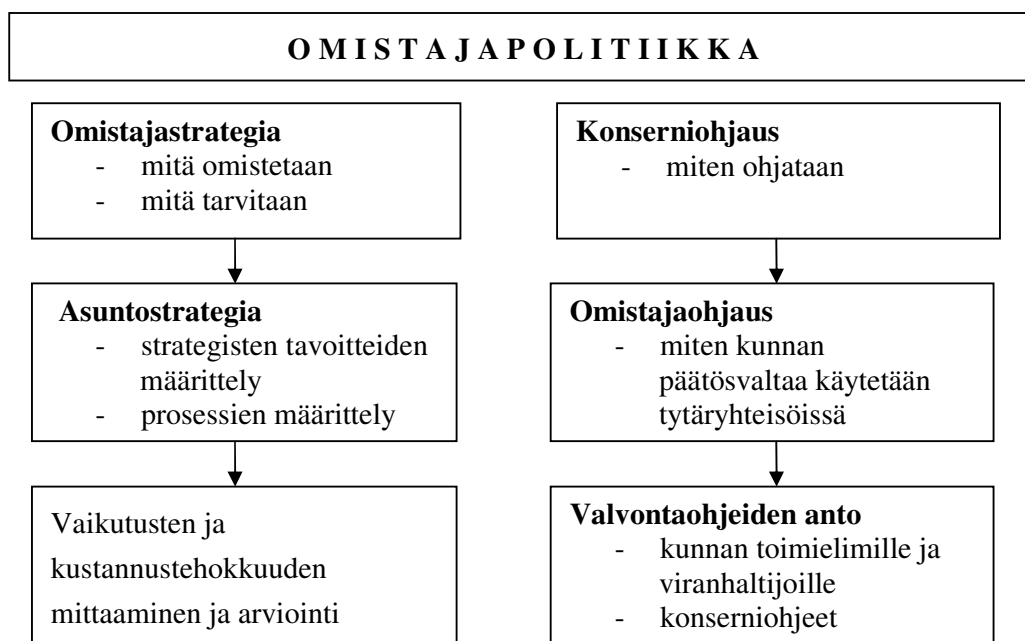 O M I S T A J A P O L I T I I K K A
Omistajastrategia
- mitä omistetaan
- mitä tarvitaan
Asuntostrategia
- strategisten tavoitteiden
määrittely
- prosessien määrittely
Vaikutusten ja
kustannustehokkuuden
mittaaminen ja arviointi
Konserniohjaus
- miten ohjataan
Omistajaohjaus
- miten kunnan
päätösvaltaa käytetään
tytäryhteisöissä
Valvontaohjeiden anto
- kunnan toimielimille ja
viranhaltijoille
- konserniohjeet